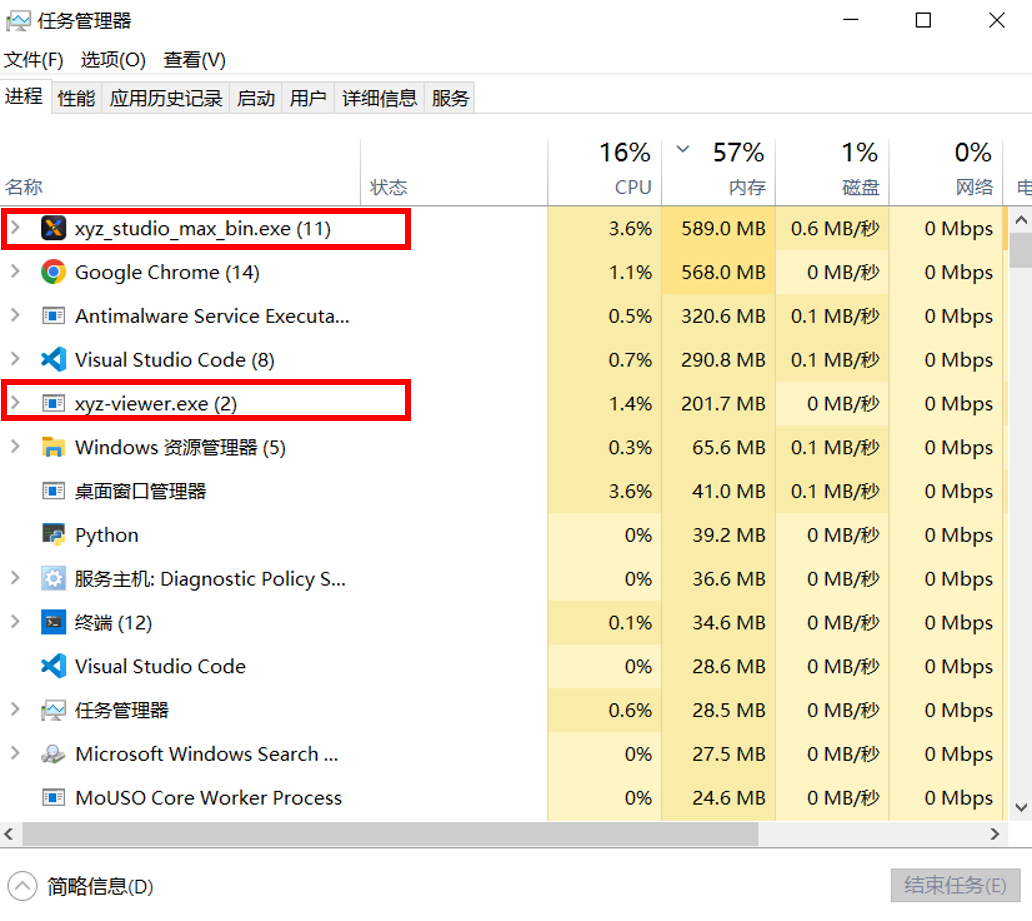 任务管理器
文件(F) 选项(O) 查看(V)
进程 性能 应用历史记录 启动 用户 详细信息 服务
16% 57% 1% 0%
名称 状态 CPU 内存 磁盘 网络 电
xyz_studio_max_bin.exe (11) 3.6% 589.0 MB 0.6 MB/秒 0 Mbps
Google Chrome (14) 1.1% 568.0 MB 0 MB/秒 0 Mbps
Antimalware Service Executa... 0.5% 320.6 MB 0.1 MB/秒 0 Mbps
Visual Studio Code (8) 0.7% 290.8 MB 0.1 MB/秒 0 Mbps
xyz-viewer.exe (2) 1.4% 201.7 MB 0 MB/秒 0 Mbps
Windows 资源管理器 (5) 0.3% 65.6 MB 0.1 MB/秒 0 Mbps
桌面窗口管理器 3.6% 41.0 MB 0.1 MB/秒 0 Mbps
Python 0% 39.2 MB 0 MB/秒 0 Mbps
服务主机: Diagnostic Policy S... 0% 36.6 MB 0 MB/秒 0 Mbps
终端 (12) 0.1% 34.6 MB 0 MB/秒 0 Mbps
Visual Studio Code 0% 28.6 MB 0 MB/秒 0 Mbps
任务管理器 0.6% 28.5 MB 0 MB/秒 0 Mbps
Microsoft Windows Search ... 0% 27.5 MB 0 MB/秒 0 Mbps
MoUSO Core Worker Process 0% 24.6 MB 0 MB/秒 0 Mbps
简略信息(D) 结束任务(E)